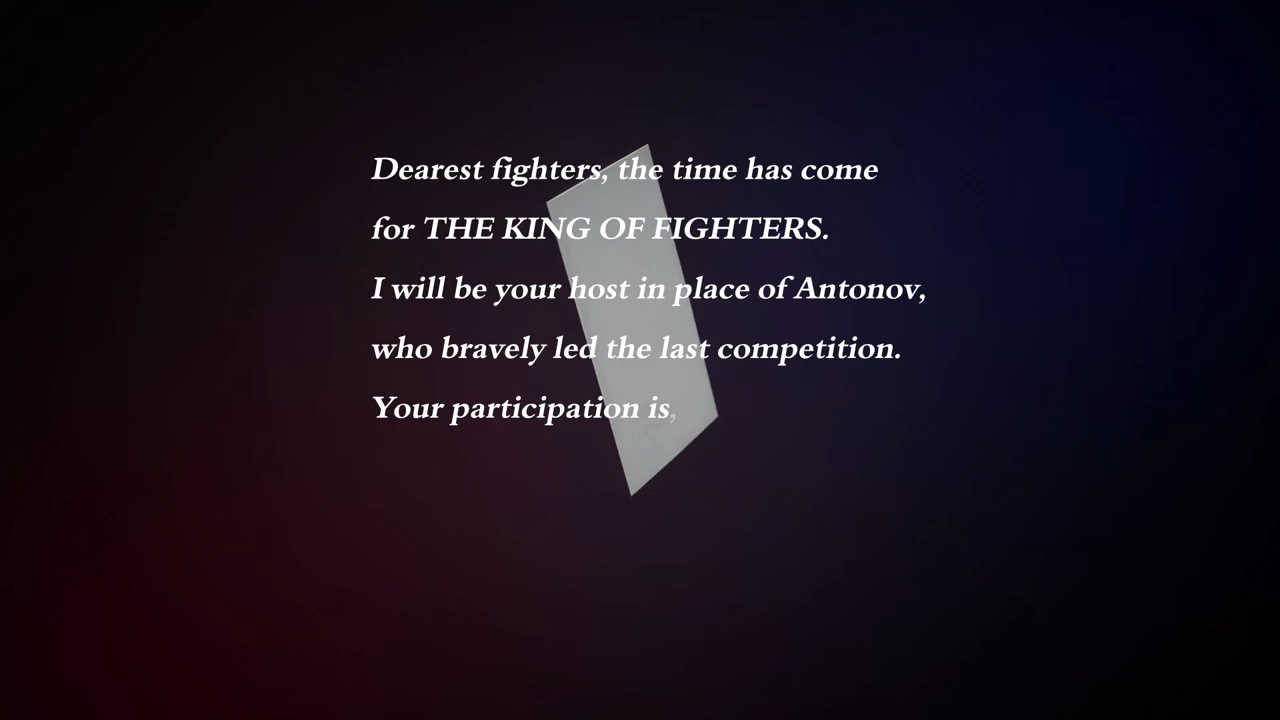 Dearest fighters, the time has come
for THE KING OF FIGHTERS.
I will be your host in place of Antonov,
who bravely led the last competition.
Your participation is,